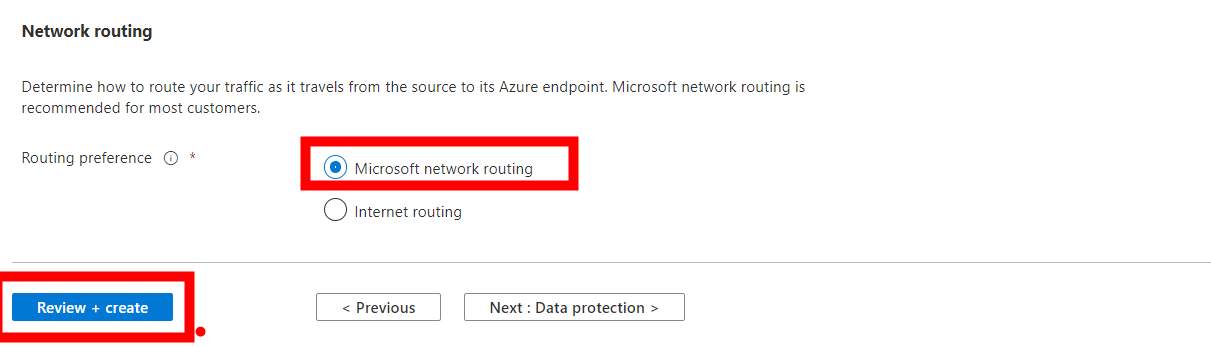 Network routing
Determine how to route your traffic as it travels from the source to its Azure endpoint. Microsoft network routing is
recommended for most customers.
Routing preference ⓘ *
Microsoft network routing
Internet routing
Review + create
< Previous
Next : Data protection >